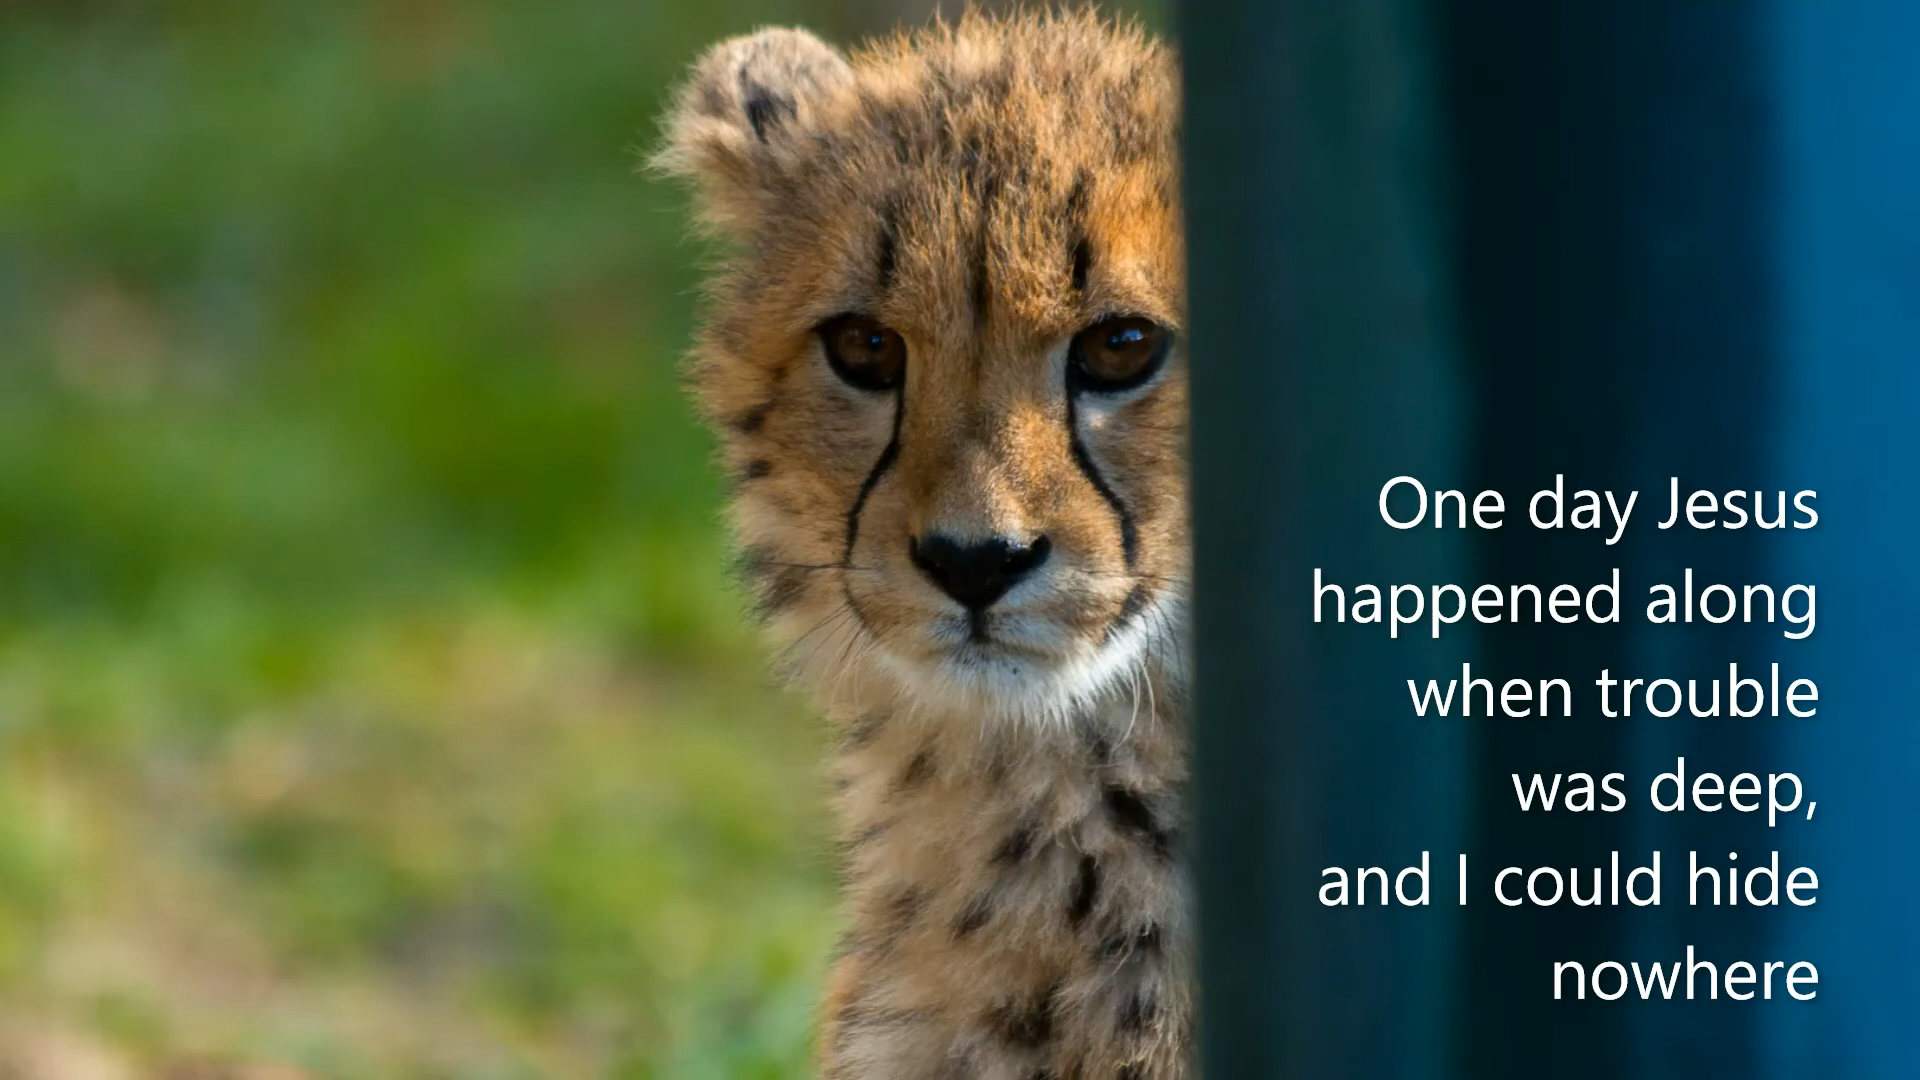 One day Jesus
happened along
when trouble
was deep,
and I could hide
nowhere